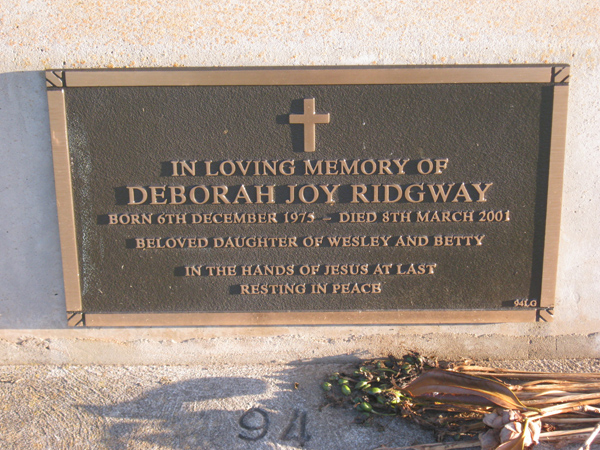 IN LOVING MEMORY OF
DEBORAH JOY RIDGWAY
BORN 6TH DECEMBER 1975 - DIED 8TH MARCH 2001
BELOVED DAUGHTER OF WESLEY AND BETTY
IN THE HANDS OF JESUS AT LAST
RESTING IN PEACE
94LG
94